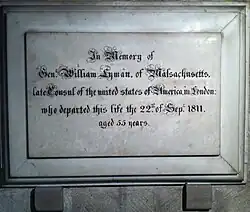 In Memory of
Gen: William Lyman, of Massachusetts,
late Consul of the united states of America, in London:
who departed this life the 22d of Sep: 1811.
aged 55 years.